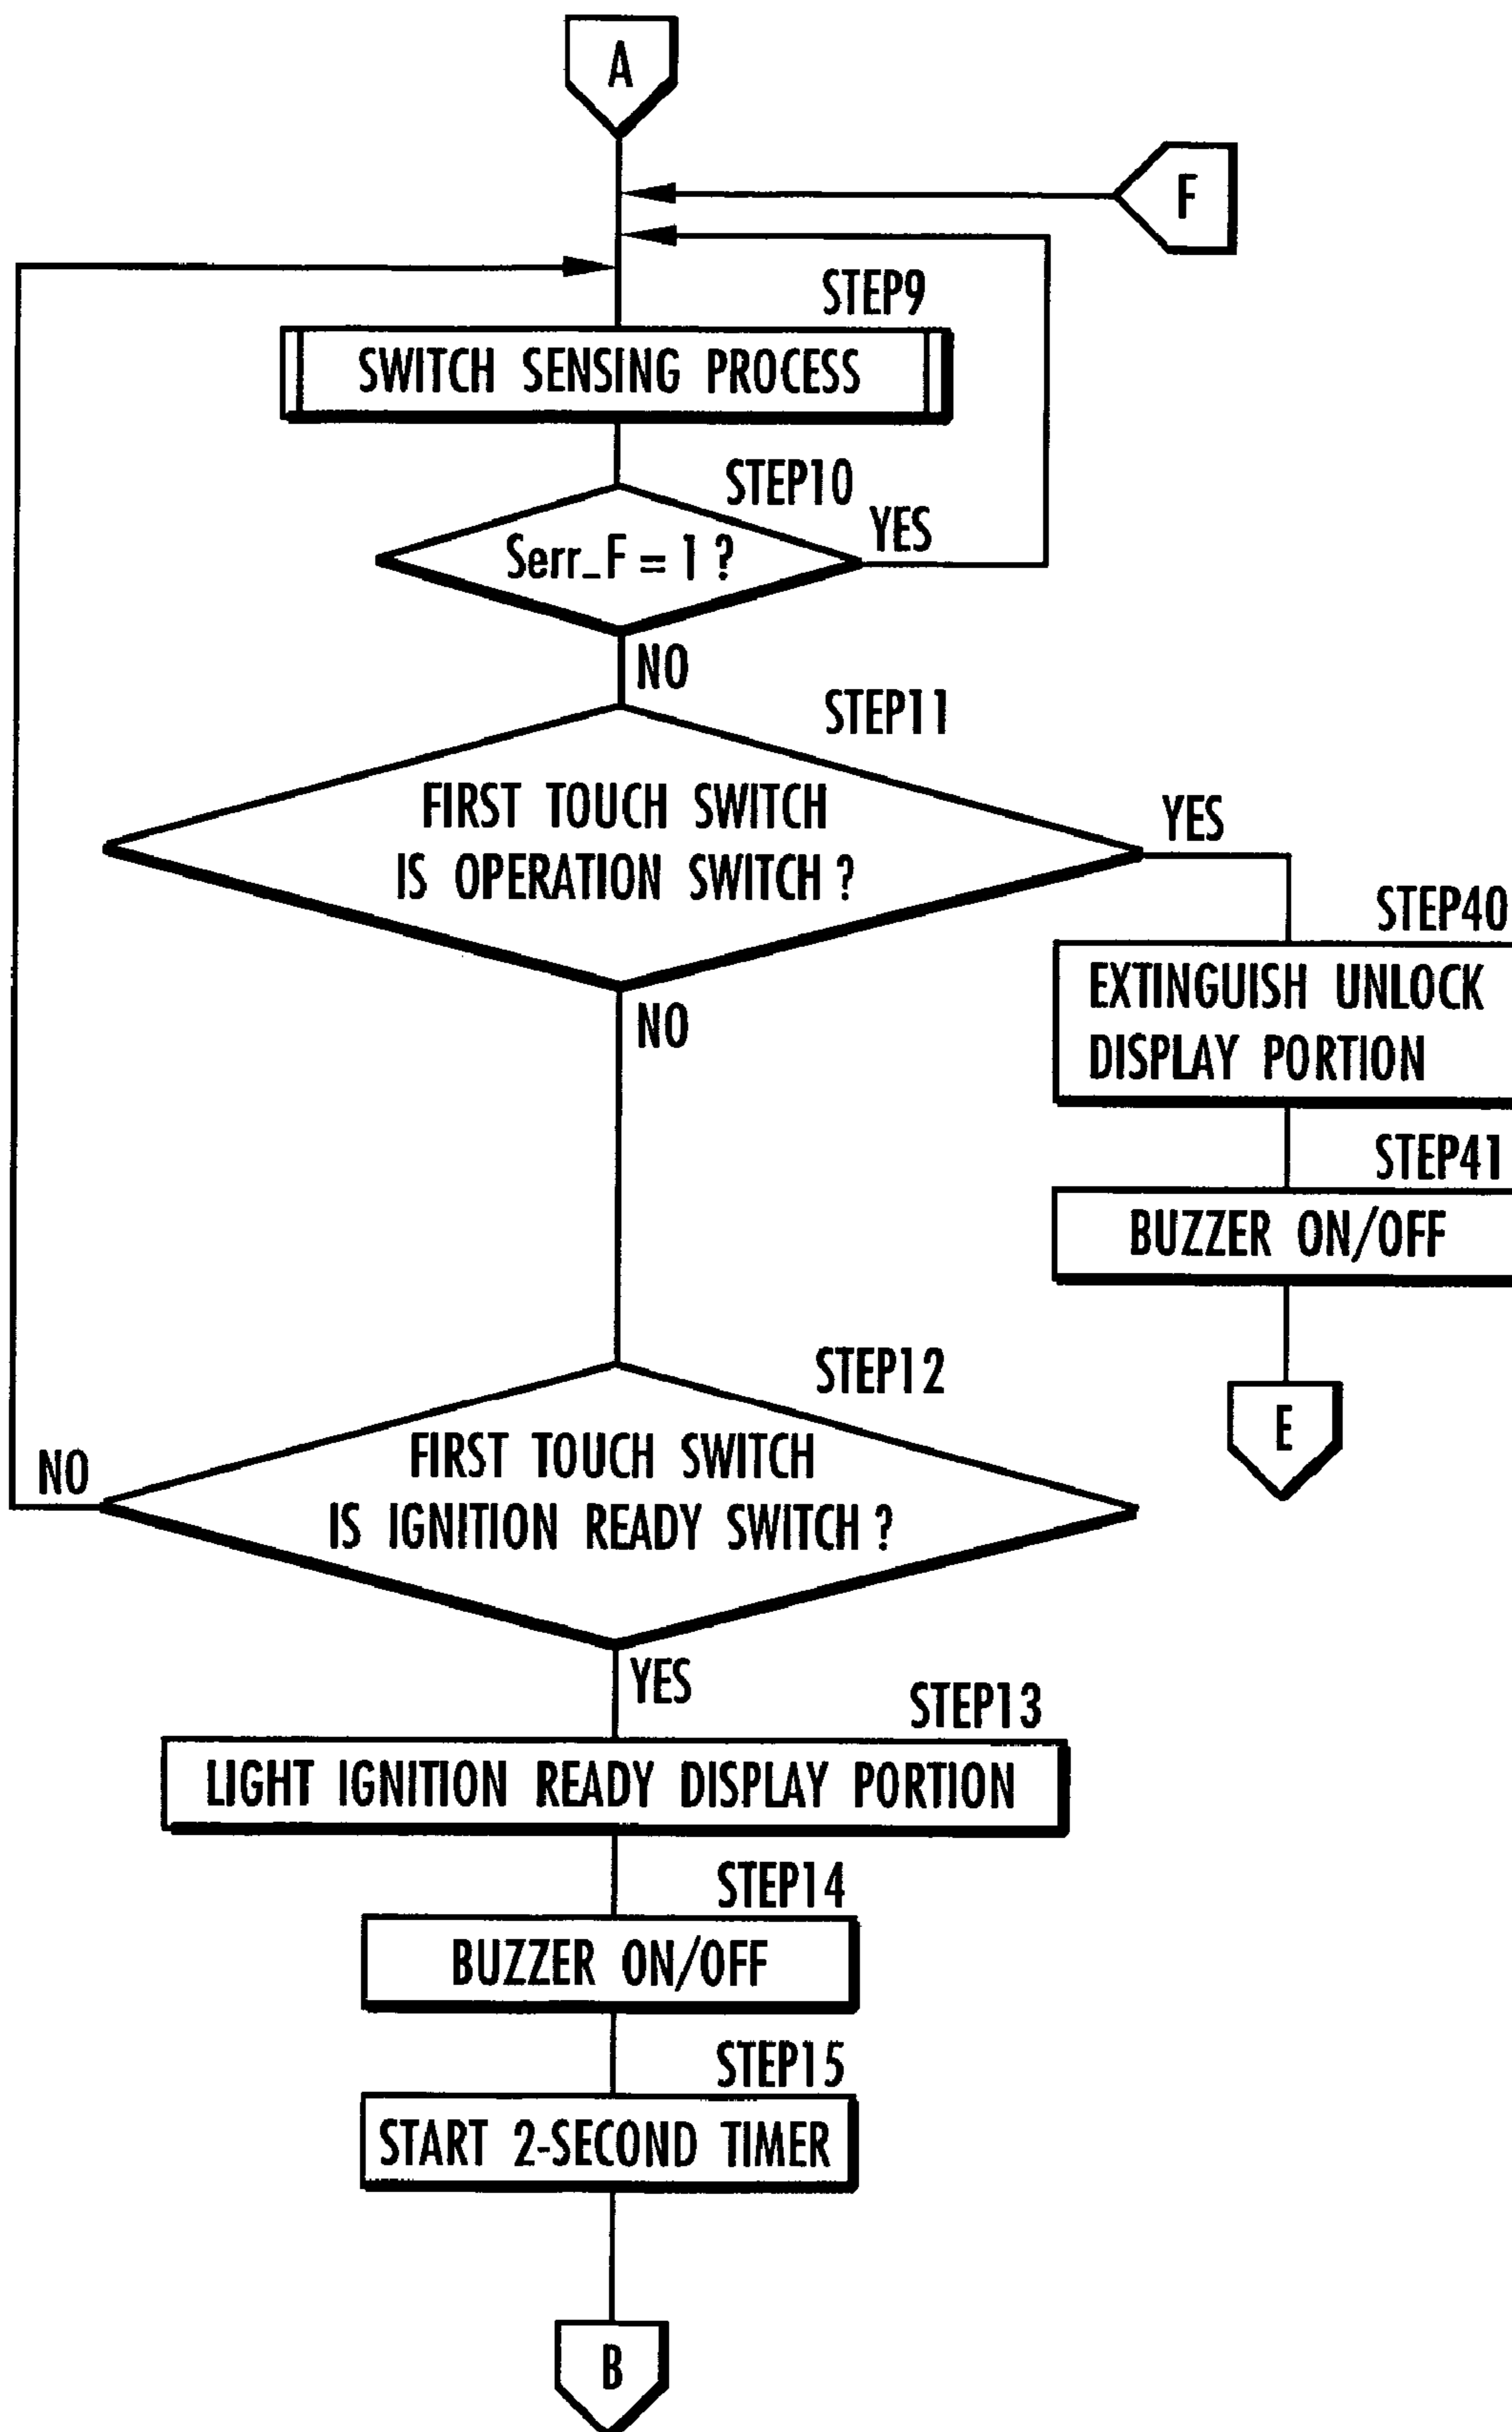 A
F
STEP9
SWITCH SENSING PROCESS
STEP10
Serr_F = 1 ?
YES
NO
STEP11
FIRST TOUCH SWITCH
IS OPERATION SWITCH ?
YES
NO
STEP40
EXTINGUISH UNLOCK
DISPLAY PORTION
STEP41
BUZZER ON/OFF
E
STEP12
FIRST TOUCH SWITCH
IS IGNITION READY SWITCH ?
NO
YES
STEP13
LIGHT IGNITION READY DISPLAY PORTION
STEP14
BUZZER ON/OFF
STEP15
START 2-SECOND TIMER
B